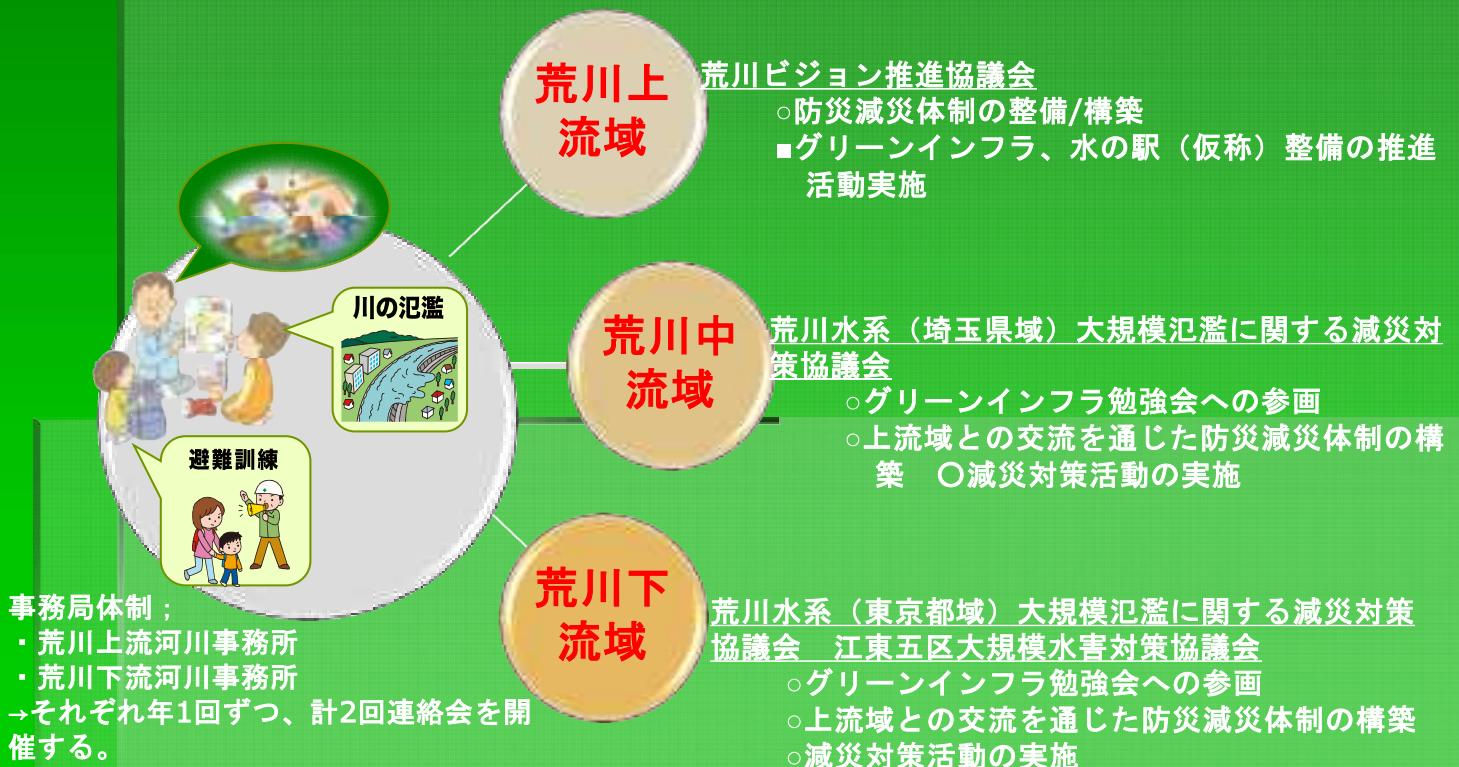 荒川上
流域
荒川ビジョン推進協議会
○防災減災体制の整備/構築
■グリーンインフラ、水の駅（仮称）整備の推進
活動実施
川の氾濫
避難訓練
荒川中
流域
荒川水系（埼玉県域）大規模氾濫に関する減災対
策協議会
○グリーンインフラ勉強会への参画
○上流域との交流を通じた防災減災体制の構
築　〇減災対策活動の実施
荒川下
流域
荒川水系（東京都域）大規模氾濫に関する減災対策
協議会　江東五区大規模水害対策協議会
○グリーンインフラ勉強会への参画
○上流域との交流を通じた防災減災体制の構築
○減災対策活動の実施
事務局体制；
・荒川上流河川事務所
・荒川下流河川事務所
→それぞれ年1回ずつ、計2回連絡会を開
催する。